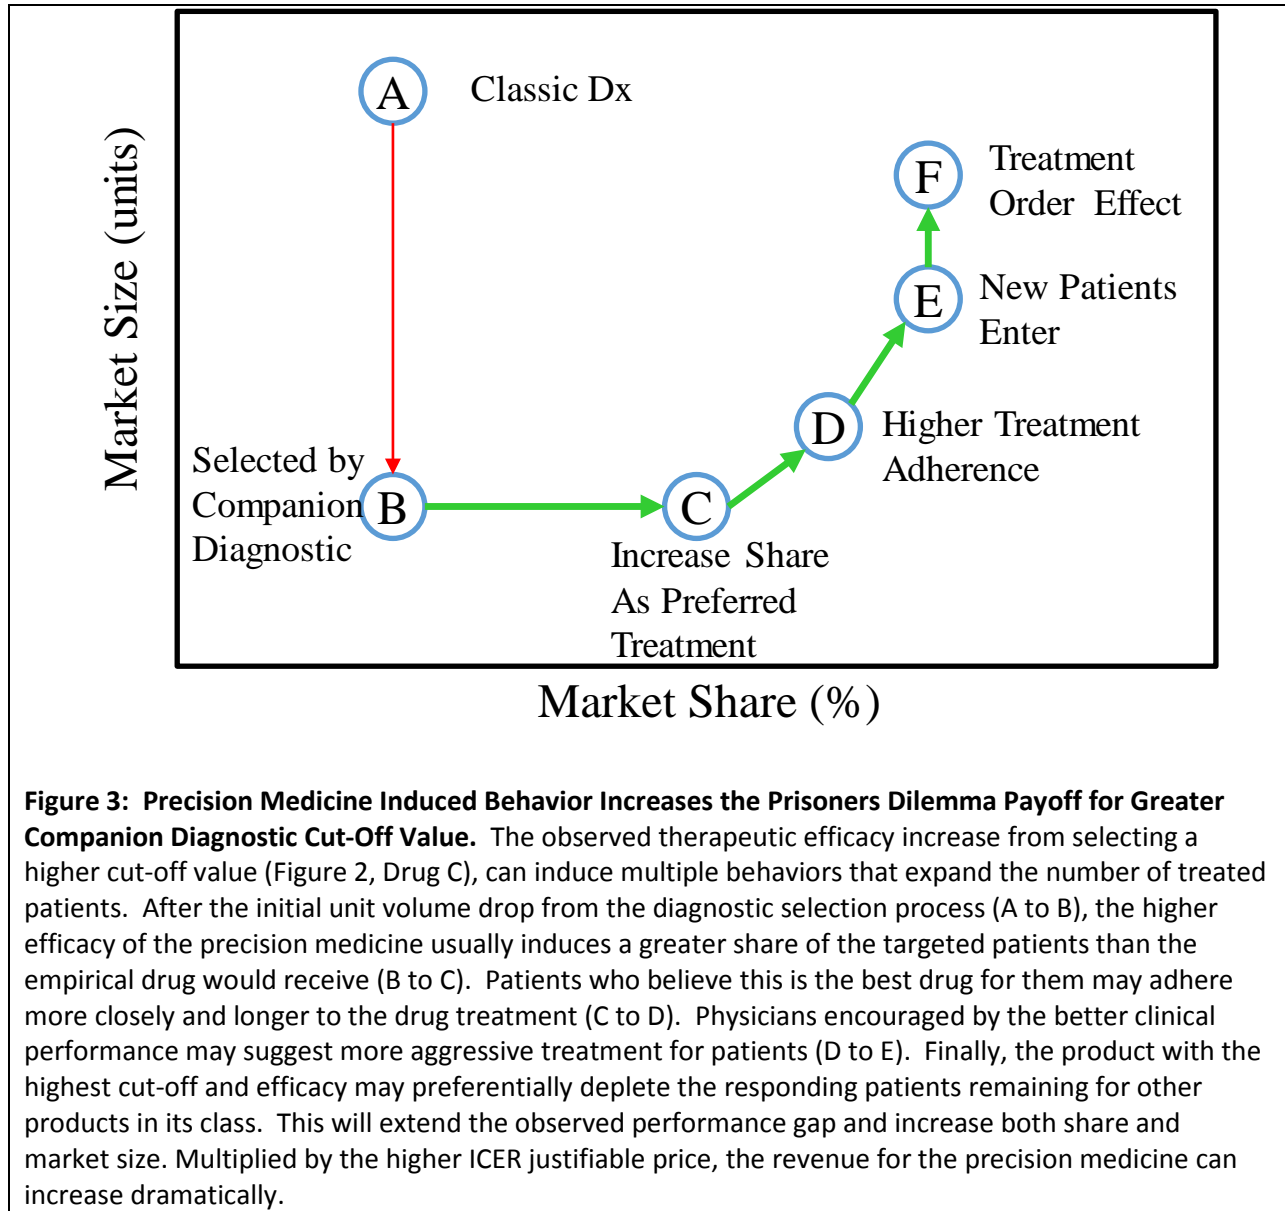 Market Size (units)
A
Classic Dx
F
Treatment
Order Effect
E
New Patients
Enter
D
Higher Treatment
Adherence
Selected by
Companion
Diagnostic
B
C
Increase Share
As Preferred
Treatment
Market Share (%)
Figure 3: Precision Medicine Induced Behavior Increases the Prisoners Dilemma Payoff for Greater
Companion Diagnostic Cut-Off Value. The observed therapeutic efficacy increase from selecting a
higher cut-off value (Figure 2, Drug C), can induce multiple behaviors that expand the number of treated
patients. After the initial unit volume drop from the diagnostic selection process (A to B), the higher
efficacy of the precision medicine usually induces a greater share of the targeted patients than the
empirical drug would receive (B to C). Patients who believe this is the best drug for them may adhere
more closely and longer to the drug treatment (C to D). Physicians encouraged by the better clinical
performance may suggest more aggressive treatment for patients (D to E). Finally, the product with the
highest cut-off and efficacy may preferentially deplete the responding patients remaining for other
products in its class. This will extend the observed performance gap and increase both share and
market size. Multiplied by the higher ICER justifiable price, the revenue for the precision medicine can
increase dramatically.